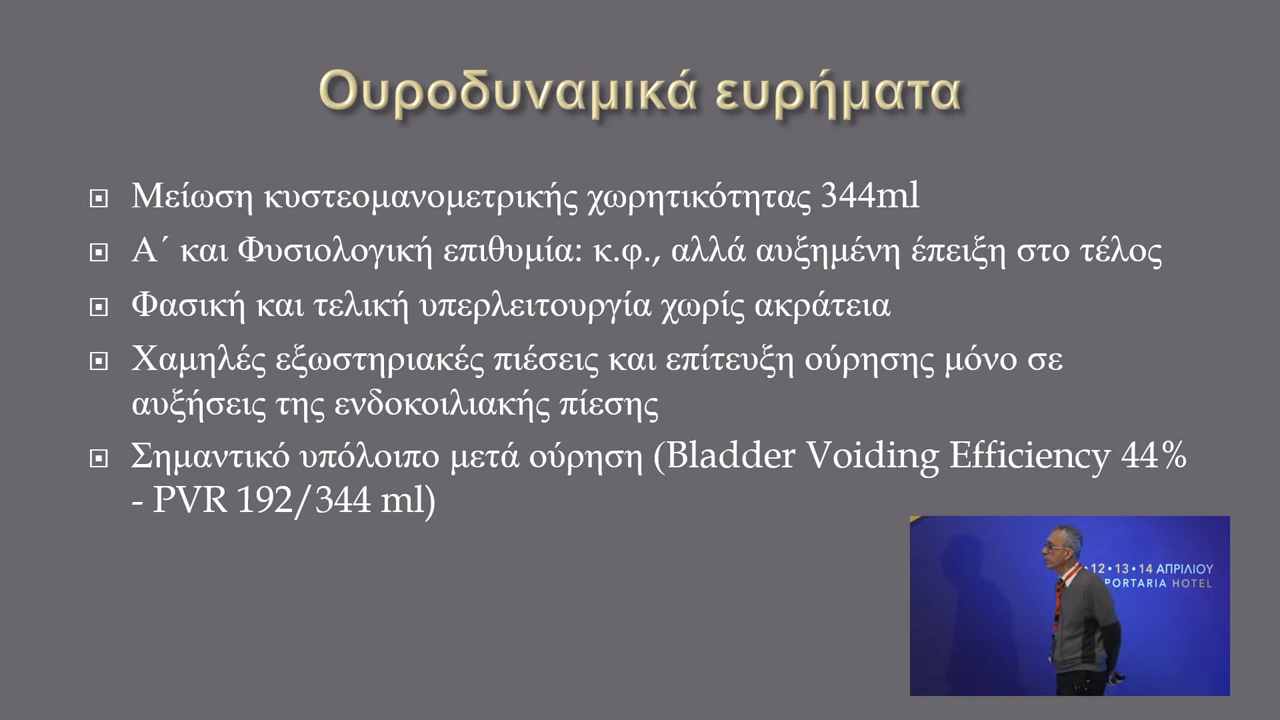 Ουροδυναμικά ευρήματα
Μείωση κυστεομανομετρικής χωρητικότητας 344ml
Α΄ και Φυσιολογική επιθυμία: κ.φ., αλλά αυξημένη έπειξη στο τέλος
Φασική και τελική υπερλειτουργία χωρίς ακράτεια
Χαμηλές εξωστηριακές πιέσεις και επίτευξη ούρησης μόνο σε
αυξήσεις της ενδοκοιλιακής πίεσης
Σημαντικό υπόλοιπο μετά ούρηση (Bladder Voiding Efficiency 44%
- PVR 192/344 ml)
12•13•14 ΑΠΡΙΛΙΟΥ
PORTARIA HOTEL